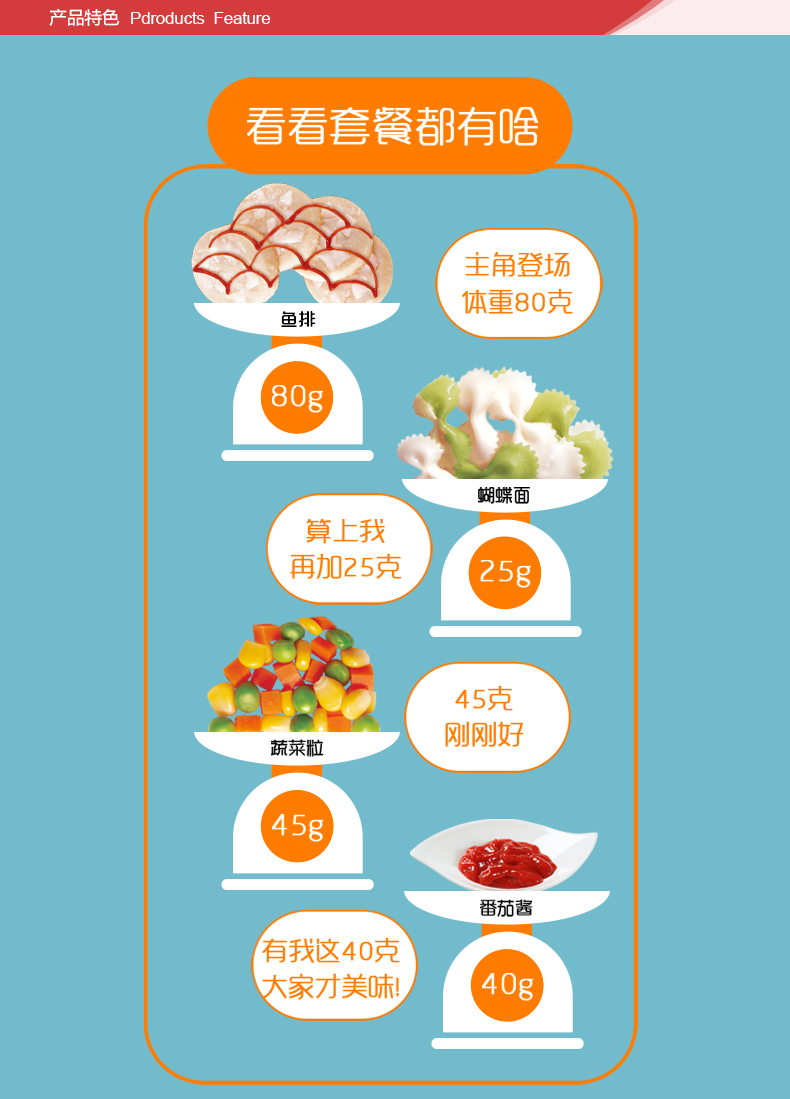 产品特色 Pdroducts Feature
看看套餐都有啥
主角登场
体重80克
鱼排
80g
蝴蝶面
算上我
再加25克
25g
45克
刚刚好
蔬菜粒
45g
番茄酱
有我这40克
大家才美味!
40g